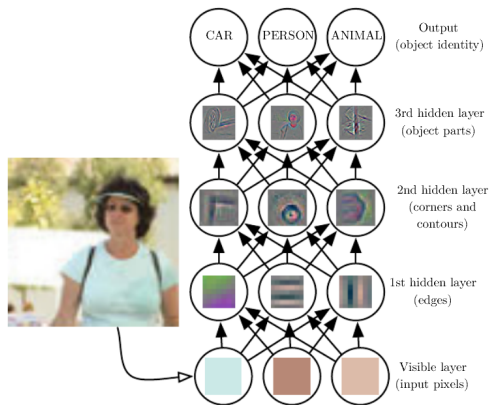 CAR PERSON ANIMAL
Output
(object identity)
3rd hidden layer
(object parts)
2nd hidden layer
(corners and
contours)
1st hidden layer
(edges)
Visible layer
(input pixels)